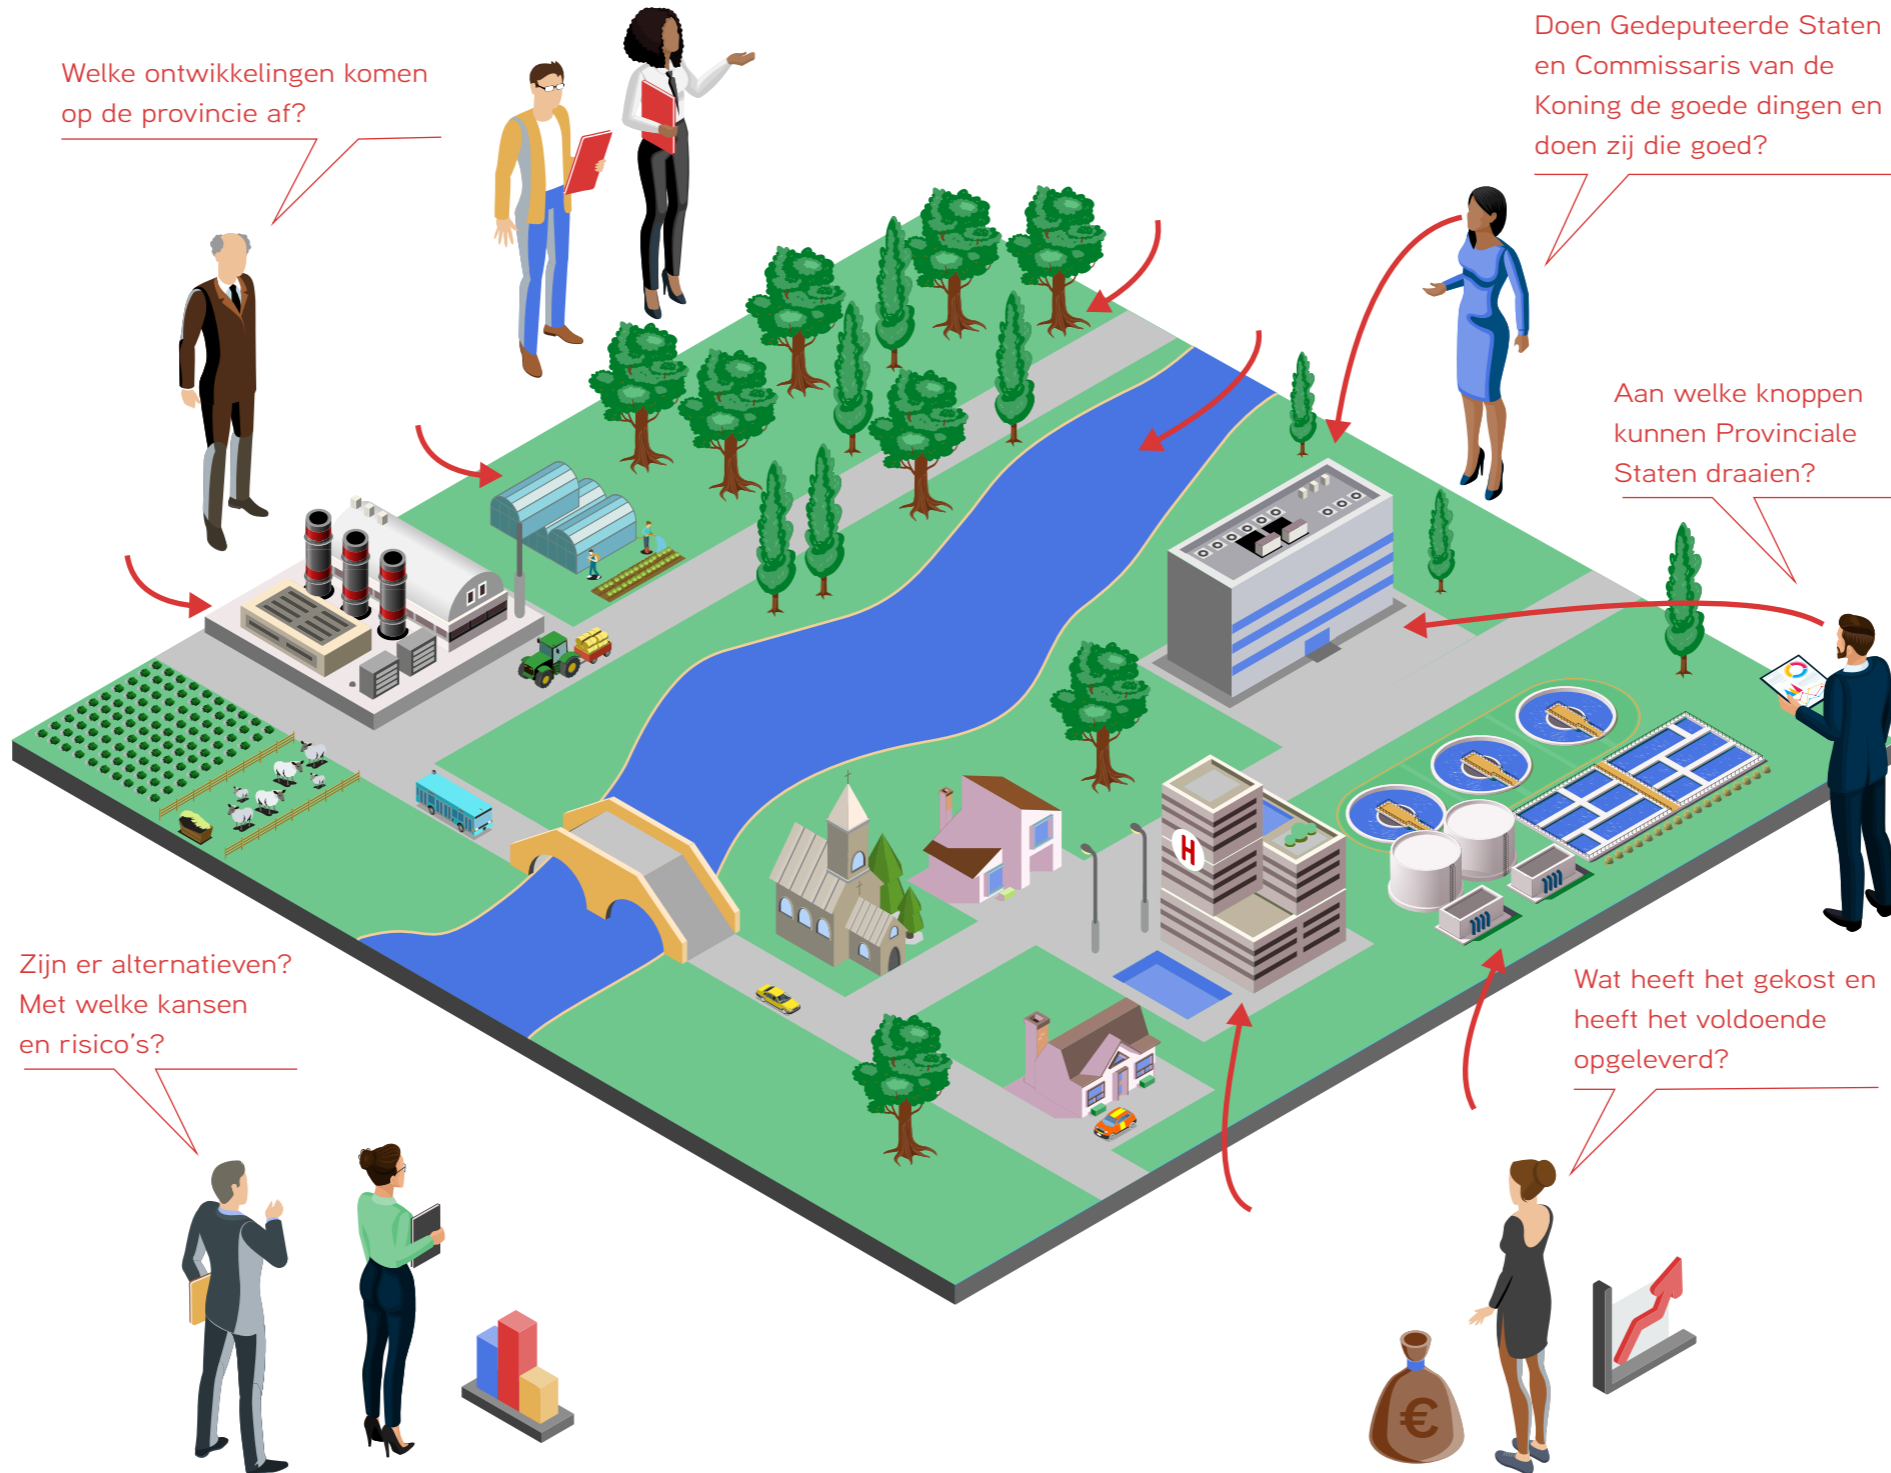 Welke ontwikkelingen komen
op de provincie af?
Doen Gedeputeerde Staten
en Commissaris van de
Koning de goede dingen en
doen zij die goed?
Aan welke knoppen
kunnen Provinciale
Staten draaien?
H
Zijn er alternatieven?
Met welke kansen
en risico's?
Wat heeft het gekost en
heeft het voldoende
opgeleverd?
€